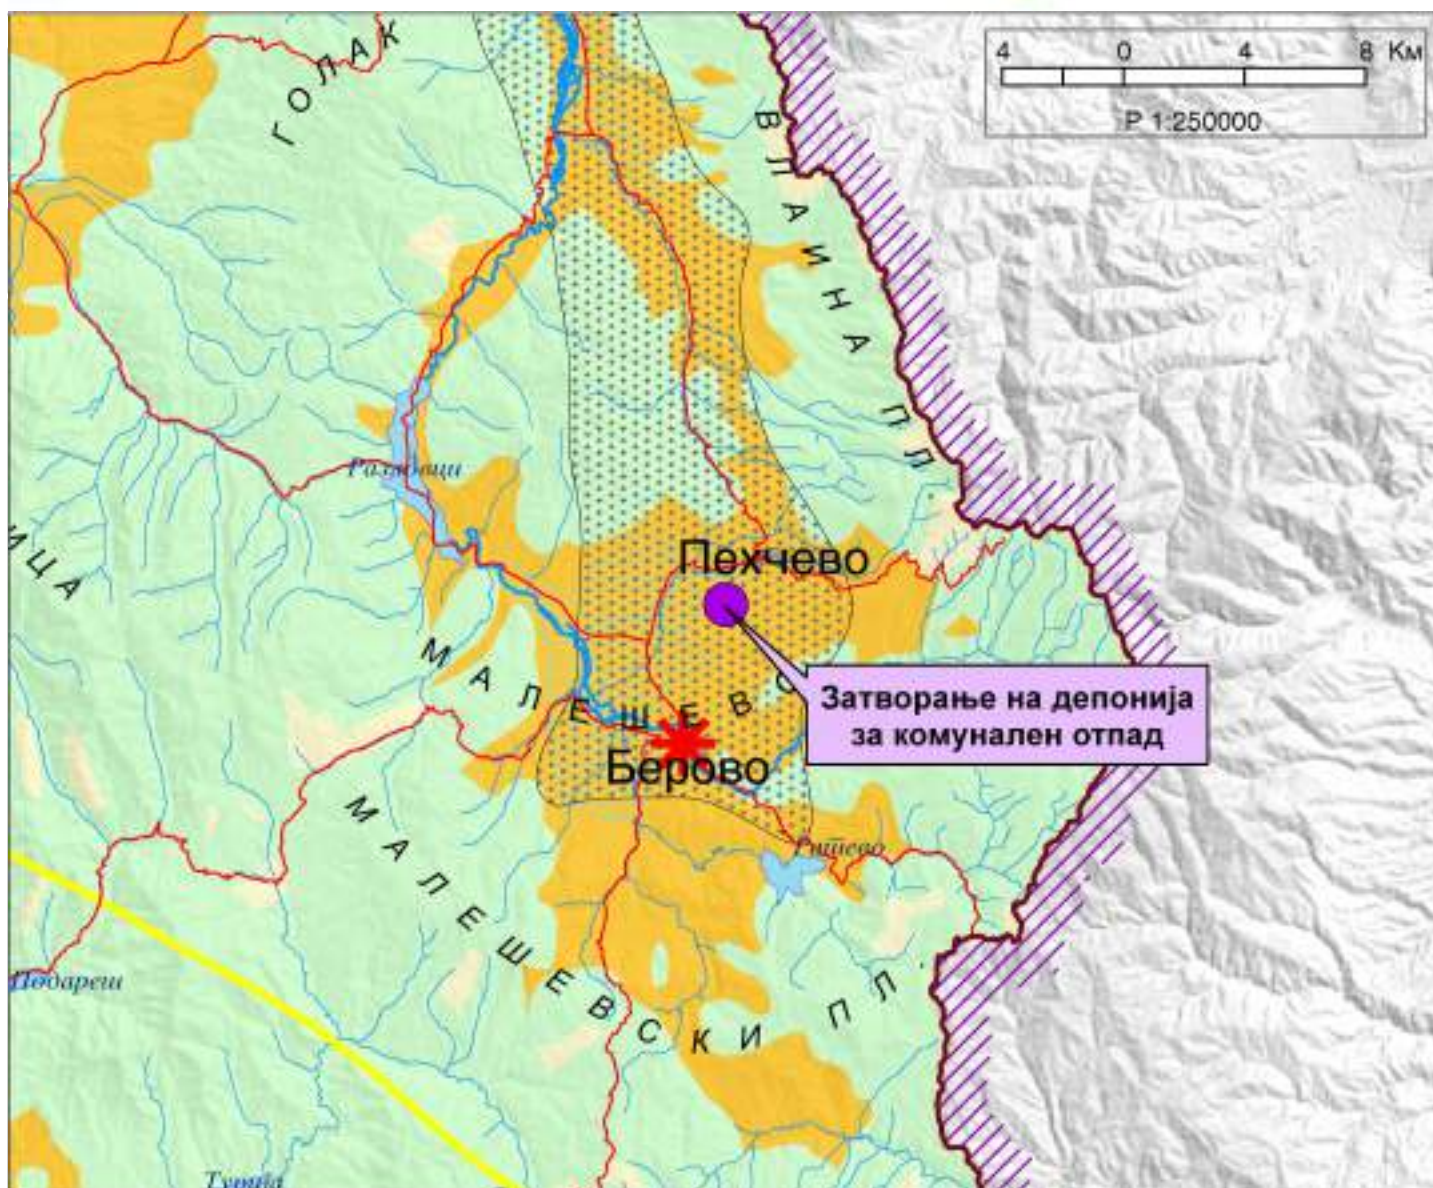 4 0 4 8 Км
Р 1:250000
ГОЛАК
ВЛАИНА ПЛ.
Разловци
ИЦА
Пехчево
МАЛЕШЕВО
Затворање на депонија
за комунален отпад
Берово
Ратево
МАЛЕШЕВСКИ ПЛ.
Подареш